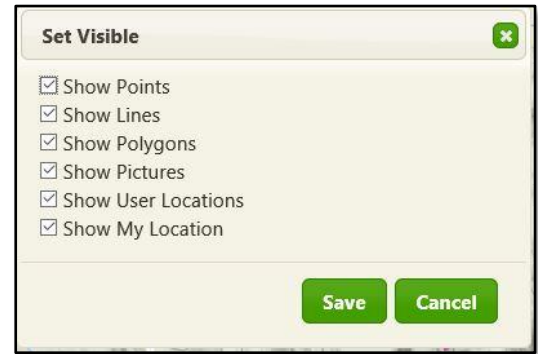 Set Visible
Show Points
Show Lines
Show Polygons
Show Pictures
Show User Locations
Show My Location
Save Cancel